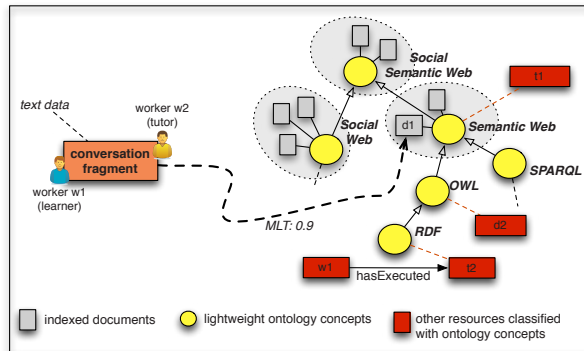 Social
Semantic Web
t1
text data
worker w2
(tutor)
Social
Web
d1
Semantic Web
conversation
fragment
SPARQL
worker w1
(learner)
OWL
MLT: 0.9
RDF
d2
w1
t2
hasExecuted
indexed documents
lightweight ontology concepts
other resources classified
with ontology concepts